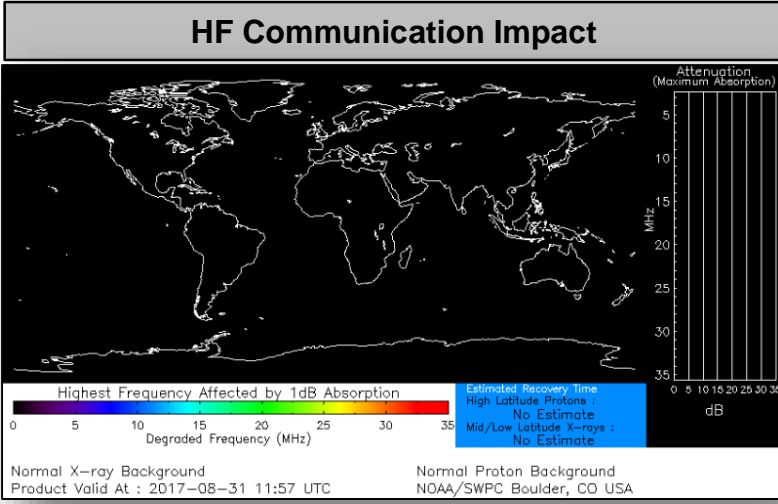 HF Communication Impact
Attenuation
(Maximum Absorption)
5
10
15
20
25
30
35
MHz
0 5 10 15 20 25 30 35
dB
Highest Frequency Affected by 1dB Absorption
0 5 10 15 20 25 30 35
Degraded Frequency (MHz)
Estimated Recovery Time
High Latitude Protons :
No Estimate
Mid/Low Latitude X-rays :
No Estimate
Normal X-ray Background
Normal Proton Background
Product Valid At : 2017-08-31 11:57 UTC
NOAA/SWPC Boulder, CO USA